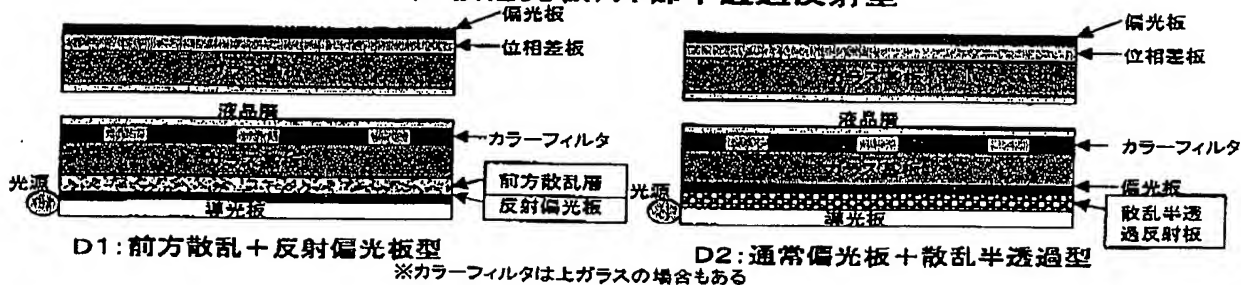 偏光板
位相差板
液晶層
カラーフィルタ
前方散乱層
反射偏光板
光源
導光板
D1:前方散乱+反射偏光板型
偏光板
位相差板
液晶層
カラーフィルタ
偏光板
散乱半透
過反射板
光源
導光板
D2:通常偏光板+散乱半透過型
※カラーフィルタは上ガラスの場合もある